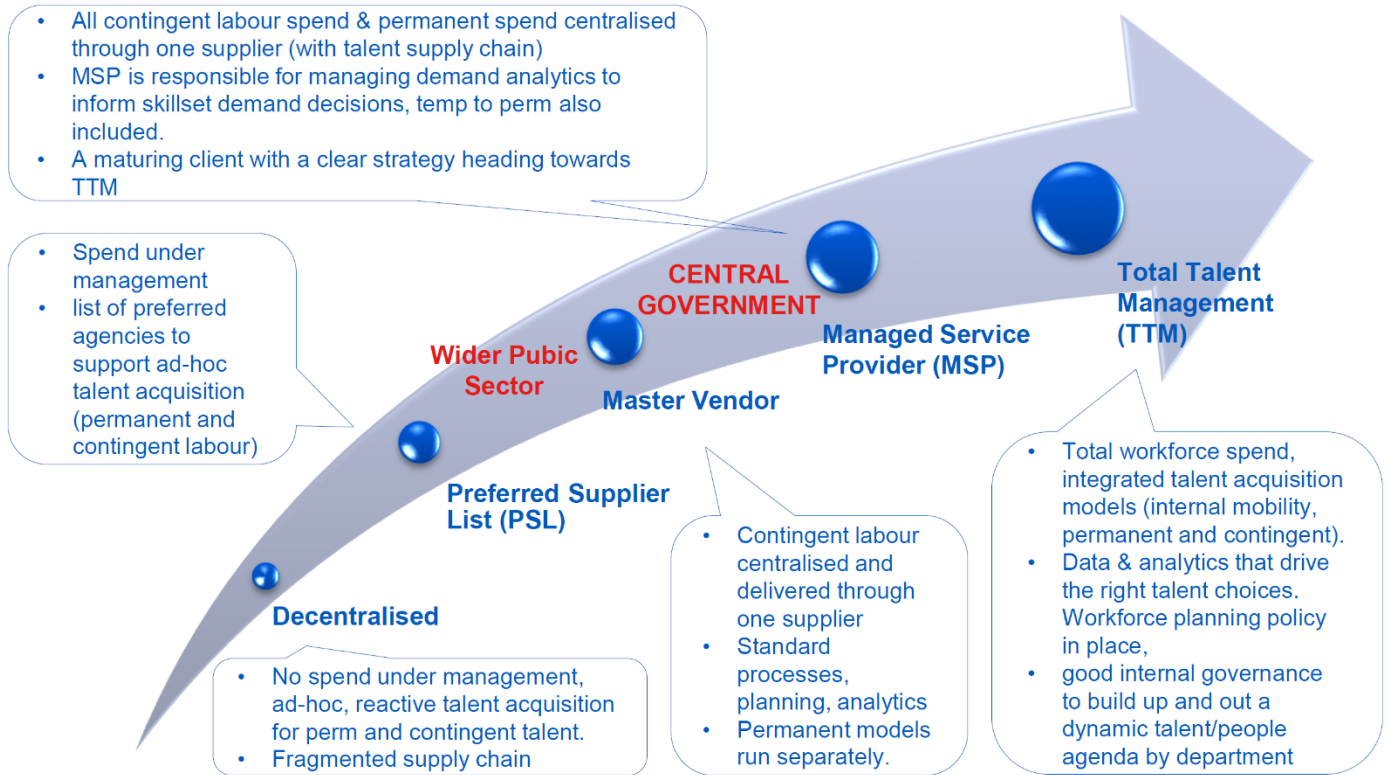 • All contingent labour spend & permanent spend centralised
through one supplier (with talent supply chain)
• MSP is responsible for managing demand analytics to
inform skillset demand decisions, temp to perm also
included.
• A maturing client with a clear strategy heading towards
TTM
• Spend under
management
• list of preferred
agencies to
support ad-hoc
talent acquisition
(permanent and
contingent labour)
CENTRAL
GOVERNMENT
Wider Pubic
Sector
Total Talent
Management
(TTM)
Managed Service
Provider (MSP)
Master Vendor
Preferred Supplier
List (PSL)
Decentralised
• No spend under management,
ad-hoc, reactive talent acquisition
for perm and contingent talent.
• Fragmented supply chain
• Contingent labour
centralised and
delivered through
one supplier
• Standard
processes,
planning, analytics
• Permanent models
run separately.
• Total workforce spend,
integrated talent acquisition
models (internal mobility,
permanent and contingent).
• Data & analytics that drive
the right talent choices.
Workforce planning policy
in place,
• good internal governance
to build up and out a
dynamic talent/people
agenda by department